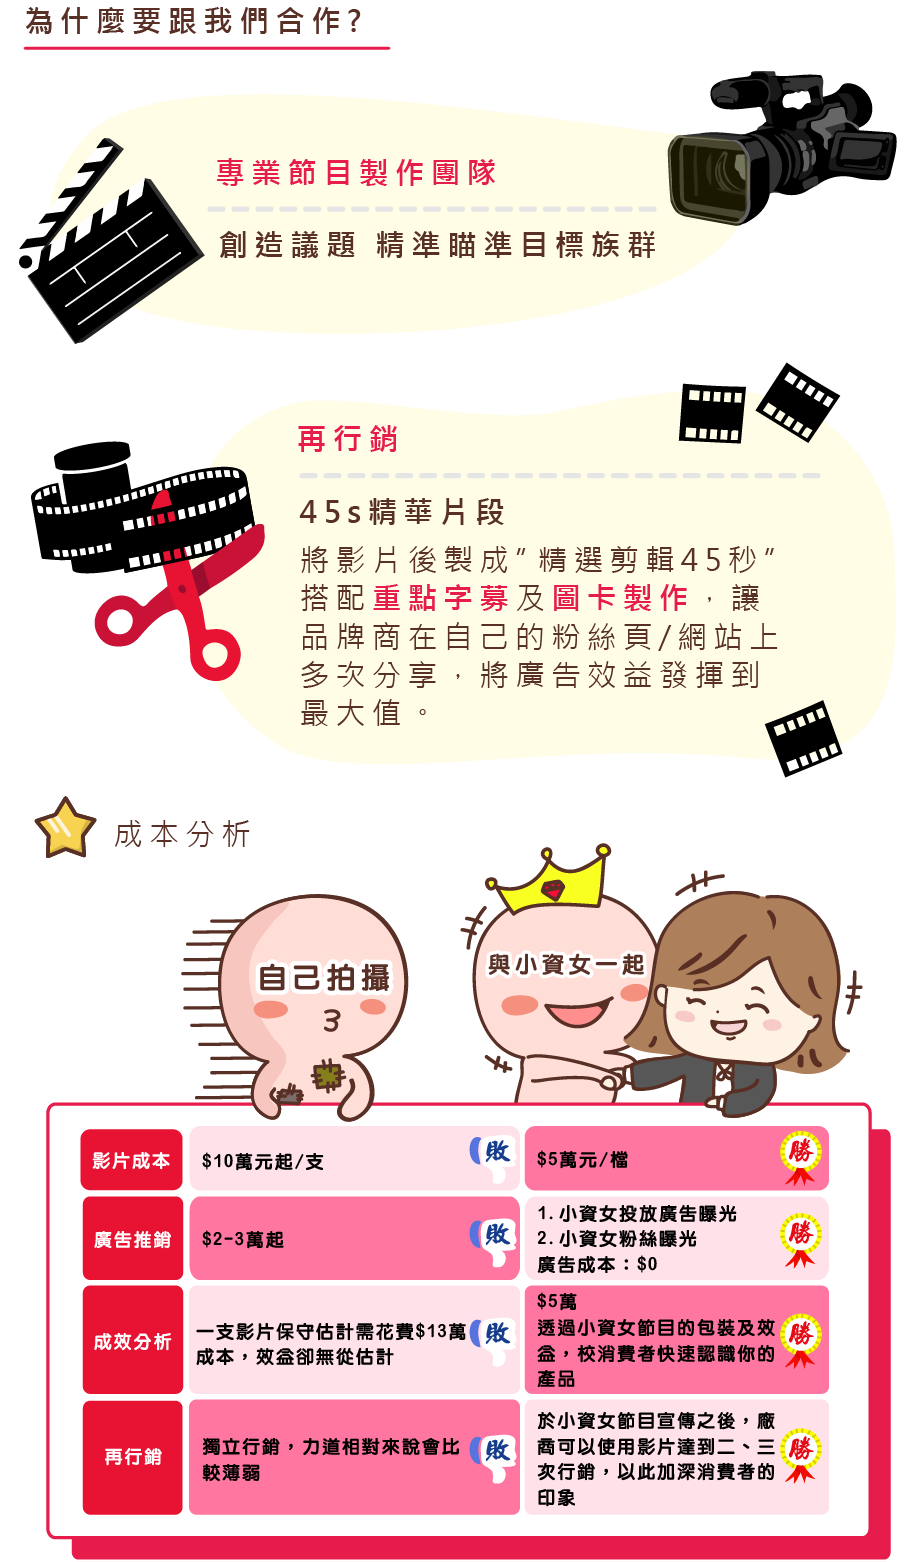 為什麼要跟我們合作?
專業節目製作團隊
創造議題 精準瞄準目標族群
再行銷
45s精華片段
將影片後製成”精選剪輯45秒”
搭配重點字幕及圖卡製作，讓
品牌商在自己的粉絲頁/網站上
多次分享，將廣告效益發揮到
最大值。
成本分析
自己拍攝
3
與小資女一起
影片成本
$10萬元起/支
敗
$5萬元/檔
勝
廣告推銷
$2-3萬起
敗
1.小資女投放廣告曝光
2.小資女粉絲曝光
廣告成本：$0
勝
成效分析
一支影片保守估計需花費$13萬
成本，效益卻無從估計
敗
$5萬
透過小資女節目的包裝及效
益，校消費者快速認識你的
產品
勝
再行銷
獨立行銷，力道相對來說會比
較薄弱
敗
於小資女節目宣傳之後，廠
商可以使用影片達到二、三
次行銷，以此加深消費者的
印象
勝